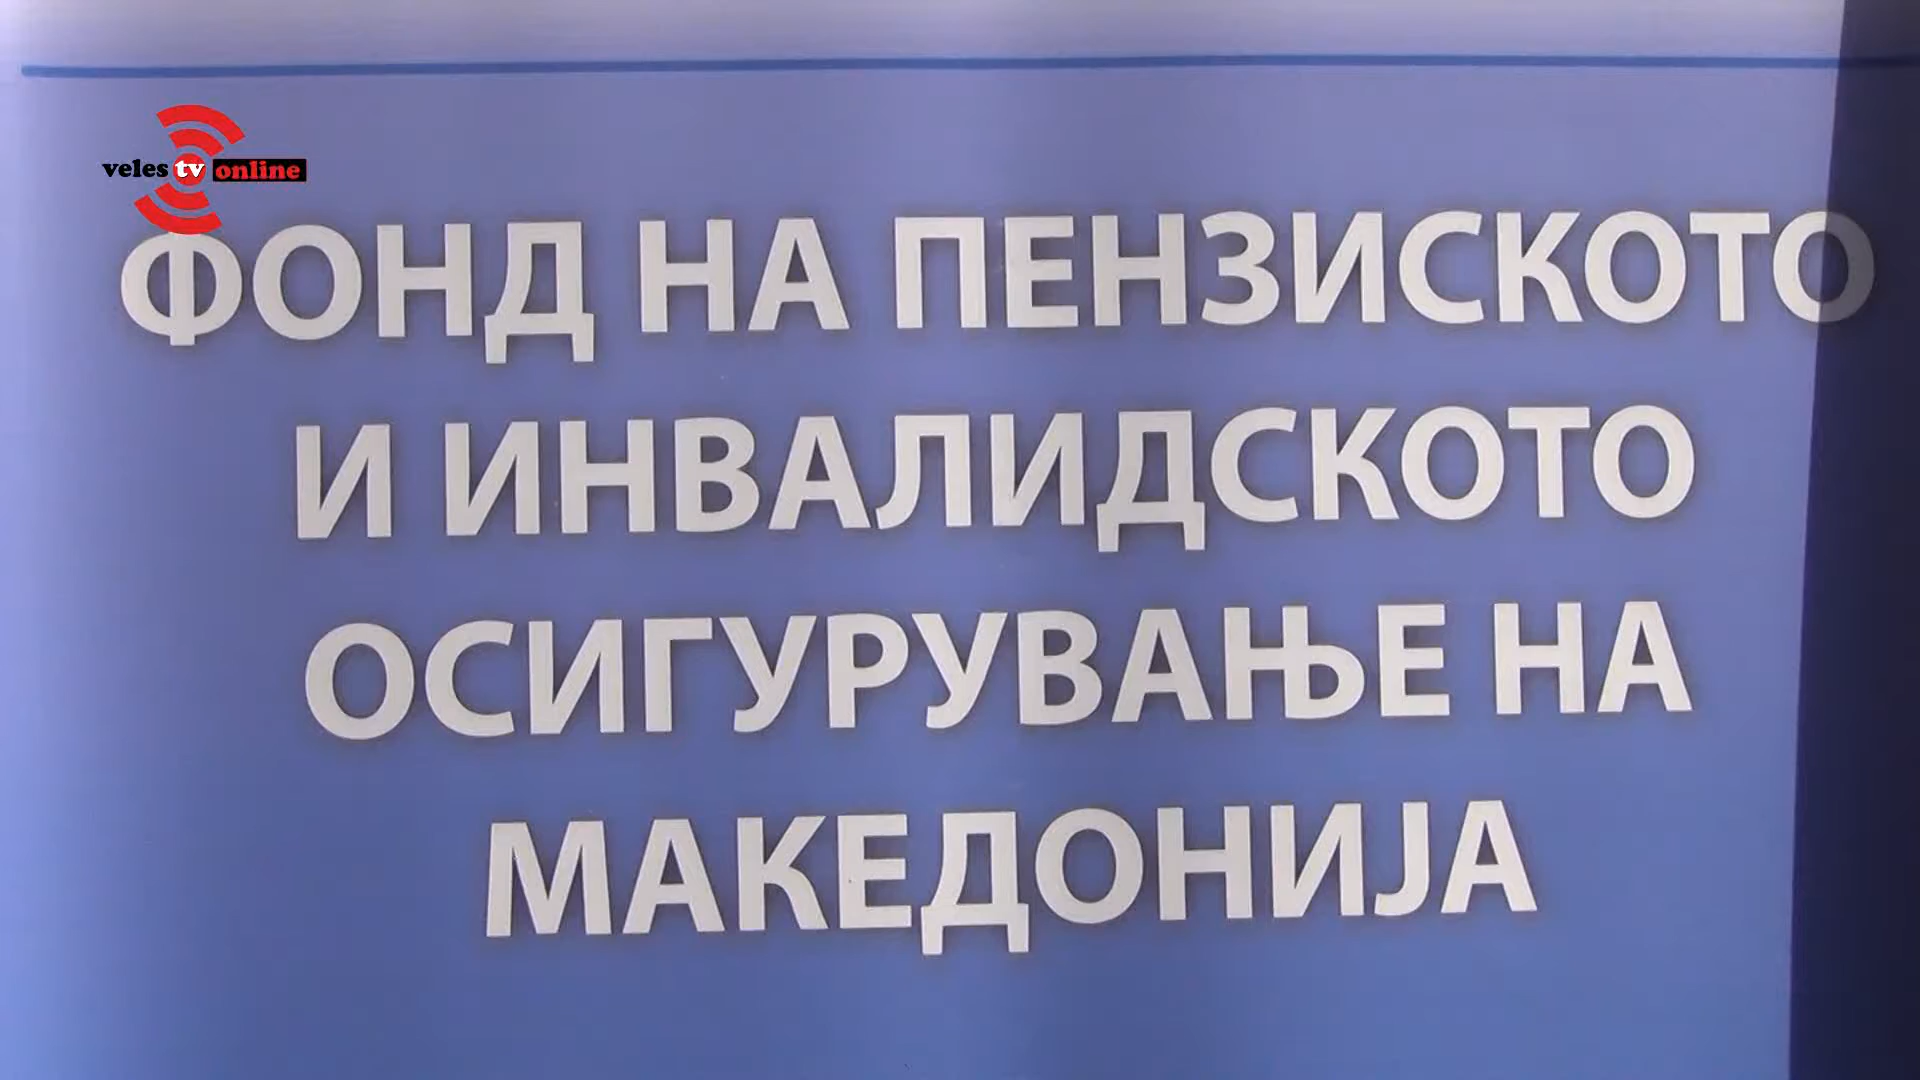 veles tv online
ФОНД НА ПЕНЗИСКОТО
И ИНВАЛИДСКОТО
ОСИГУРУВАЊЕ НА
МАКЕДОНИЈА